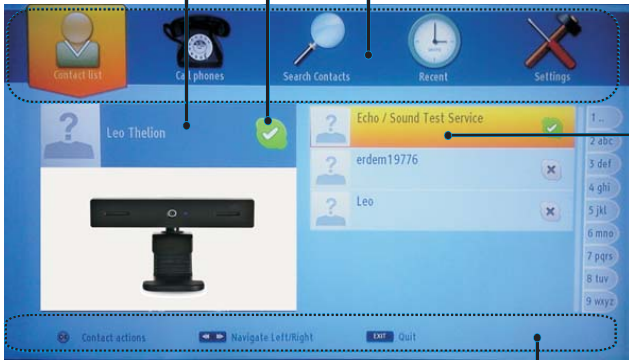 Contact list
Call phones
Search Contacts
Recent
Settings
Leo Thelion
Echo / Sound Test Service
erdem19776
Leo
1 ..
2 abc
3 def
4 ghi
5 jkl
6 mno
7 pqrs
8 tuv
9 wxyz
OK Contact actions
Navigate Left/Right
EXIT Quit